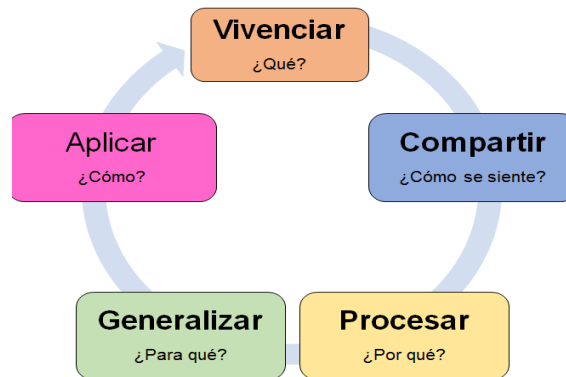 Vivenciar
¿Qué?
Compartir
¿Cómo se siente?
Procesar
¿Por qué?
Generalizar
¿Para qué?
Aplicar
¿Cómo?